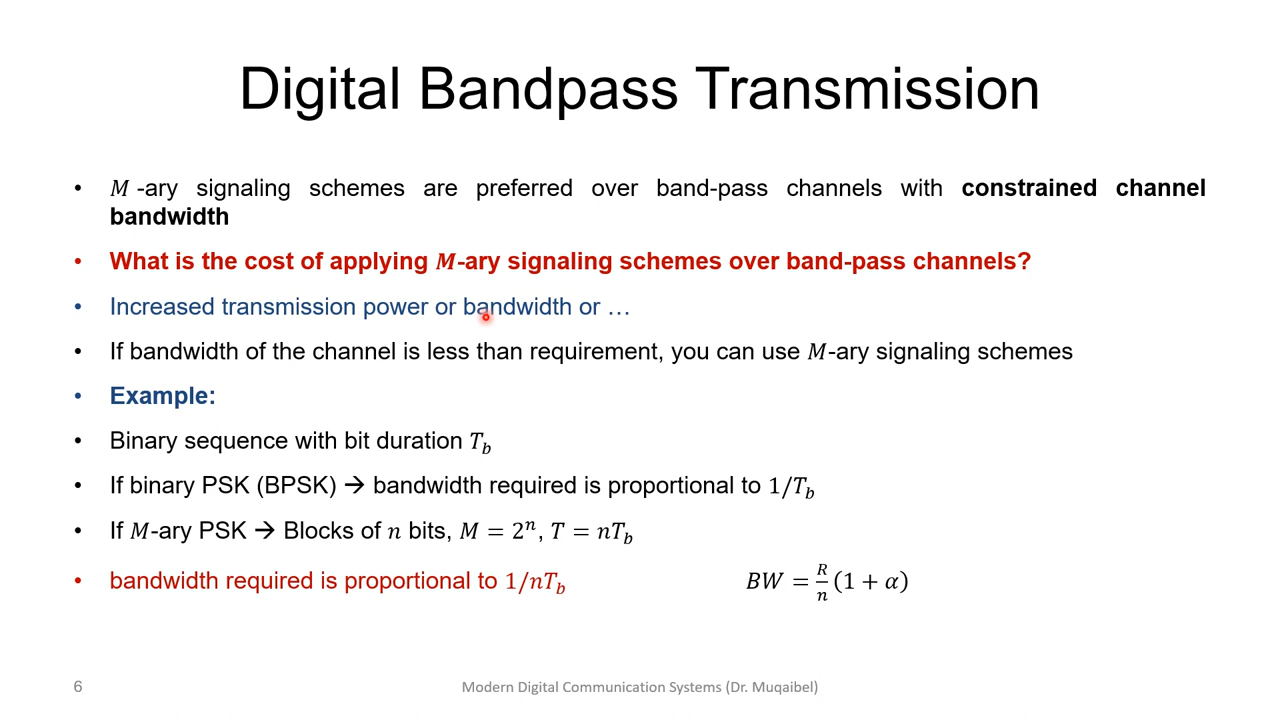 Digital Bandpass Transmission
• M -ary signaling schemes are preferred over band-pass channels with constrained channel
bandwidth
• What is the cost of applying M-ary signaling schemes over band-pass channels?
• Increased transmission power or bandwidth or …
• If bandwidth of the channel is less than requirement, you can use M-ary signaling schemes
• Example:
• Binary sequence with bit duration T_b
• If binary PSK (BPSK) → bandwidth required is proportional to 1/T_b
• If M-ary PSK → Blocks of n bits, M = 2^n, T = nT_b
• bandwidth required is proportional to 1/nT_b BW = R/n (1 + α)
6 Modern Digital Communication Systems (Dr. Muqaibel)